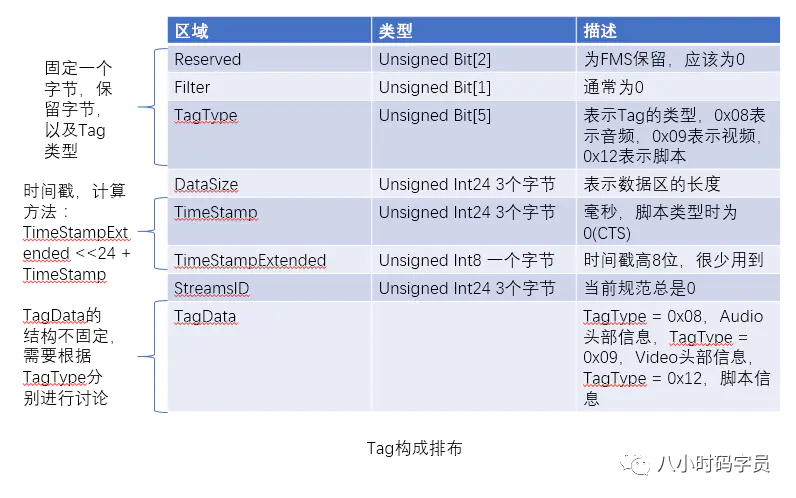 区域 类型 描述
Reserved Unsigned Bit[2] 为FMS保留，应该为0
Filter Unsigned Bit[1] 通常为0
TagType Unsigned Bit[5] 表示Tag的类型，0x08表
示音频，0x09表示视频，
0x12表示脚本
DataSize Unsigned Int24 3个字节 表示数据区的长度
TimeStamp Unsigned Int24 3个字节 毫秒，脚本类型时为
0(CTS)
TimeStampExtended Unsigned Int8 一个字节 时间戳高8位，很少用到
StreamsID Unsigned Int24 3个字节 当前规范总是0
TagData TagType = 0x08，Audio
头部信息，TagType =
0x09，Video头部信息，
TagType = 0x12，脚本信
息
固定一个
字节，保
留字节，
以及Tag
类型
时间戳，计算
方法：
TimeStampExt
ended <<24 +
TimeStamp
TagData的
结构不固定，
需要根据
TagType分
别进行讨论
Tag构成排布
八小时码字员